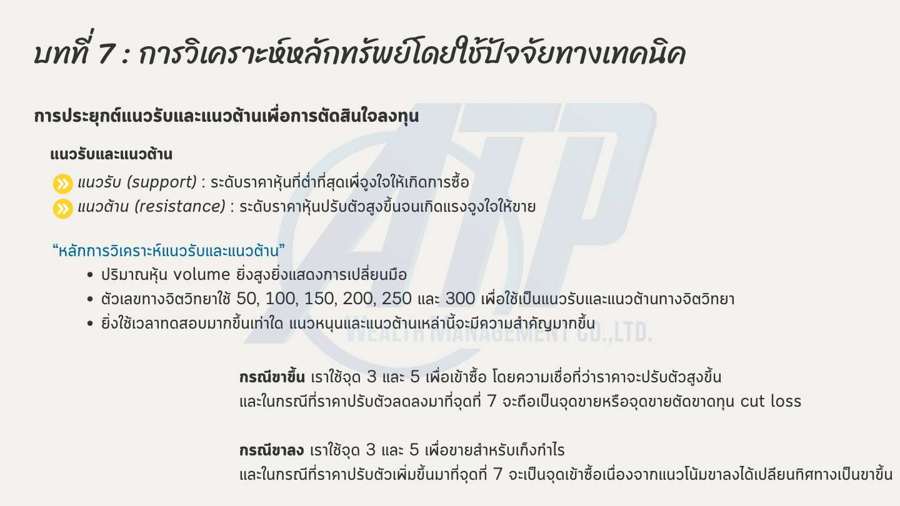 บทที่ 7 : การวิเคราะห์หลักทรัพย์โดยใช้ปัจจัยทางเทคนิค
การประยุกต์แนวรับและแนวต้านเพื่อการตัดสินใจลงทุน
แนวรับและแนวต้าน
แนวรับ (support) : ระดับราคาหุ้นที่ต่ำที่สุดเพื่จูงใจให้เกิดการซื้อ
แนวต้าน (resistance) : ระดับราคาหุ้นปรับตัวสูงขึ้นจนเกิดแรงจูงใจให้ขาย
“หลักการวิเคราะห์แนวรับและแนวต้าน”
• ปริมาณหุ้น volume ยิ่งสูงยิ่งแสดงการเปลี่ยนมือ
• ตัวเลขทางจิตวิทยาใช้ 50, 100, 150, 200, 250 และ 300 เพื่อใช้เป็นแนวรับและแนวต้านทางจิตวิทยา
• ยิ่งใช้เวลาทดสอบมากขึ้นเท่าใด แนวหนุนและแนวต้านเหล่านี้จะมีความสำคัญมากขึ้น
ATP
WEALTH MANAGEMENT CO.,LTD.
กรณีขาขึ้น เราใช้จุด 3 และ 5 เพื่อเข้าซื้อ โดยความเชื่อที่ว่าราคาจะปรับตัวสูงขึ้น
และในกรณีที่ราคาปรับตัวลดลงมาที่จุดที่ 7 จะถือเป็นจุดขายหรือจุดขายตัดขาดทุน cut loss
กรณีขาลง เราใช้จุด 3 และ 5 เพื่อขายสำหรับเก็งกำไร
และในกรณีที่ราคาปรับตัวเพิ่มขึ้นมาที่จุดที่ 7 จะเป็นจุดเข้าซื้อเนื่องจากแนวโน้มขาลงได้เปลียนทิศทางเป็นขาขึ้น